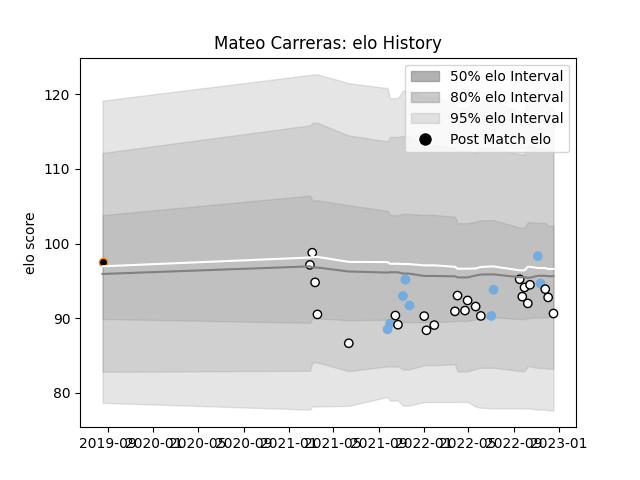 Mateo Carreras: elo History
50% elo Interval
80% elo Interval
95% elo Interval
Post Match elo
elo score
120
110
100
90
80
2019-09 2020-01 2020-05 2020-09 2021-01 2021-05 2021-09 2022-01 2022-05 2022-09 2023-01